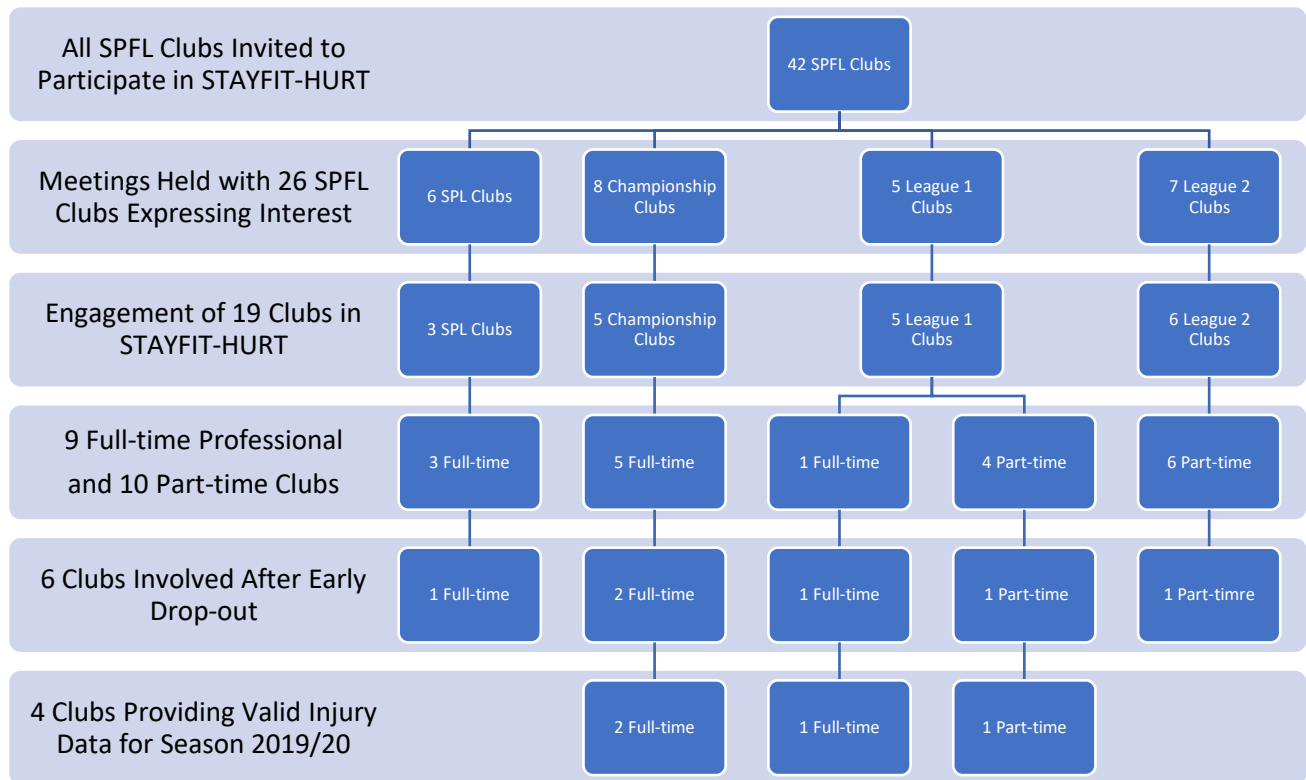 All SPFL Clubs Invited to
Participate in STAYFIT-HURT
42 SPFL Clubs
Meetings Held with 26 SPFL
Clubs Expressing Interest
6 SPL Clubs
8 Championship
Clubs
5 League 1
Clubs
7 League 2
Clubs
Engagement of 19 Clubs in
STAYFIT-HURT
3 SPL Clubs
5 Championship
Clubs
5 League 1
Clubs
6 League 2
Clubs
9 Full-time Professional
and 10 Part-time Clubs
3 Full-time
5 Full-time
1 Full-time
4 Part-time
6 Part-time
6 Clubs Involved After Early
Drop-out
1 Full-time
2 Full-time
1 Full-time
1 Part-time
1 Part-timre
4 Clubs Providing Valid Injury
Data for Season 2019/20
2 Full-time
1 Full-time
1 Part-time